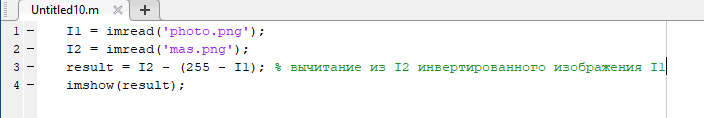 Untitled10.m
1 I1 = imread('photo.png');
2 I2 = imread('mas.png');
3 result = I2 - (255 - I1); % вычитание из I2 инвертированного изображения I1
4 imshow(result);